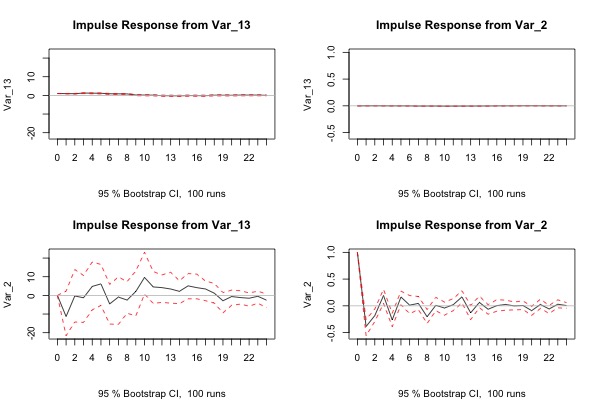 Impulse Response from Var_13
Impulse Response from Var_2
Var_13
-20 0 10
0 2 4 6 8 10 13 16 19 22
95 % Bootstrap CI, 100 runs
Var_13
-0.5 0.0 0.5 1.0
0 2 4 6 8 10 13 16 19 22
95 % Bootstrap CI, 100 runs
Impulse Response from Var_13
Impulse Response from Var_2
Var_2
-20 0 10
0 2 4 6 8 10 13 16 19 22
95 % Bootstrap CI, 100 runs
Var_2
-0.5 0.0 0.5 1.0
0 2 4 6 8 10 13 16 19 22
95 % Bootstrap CI, 100 runs